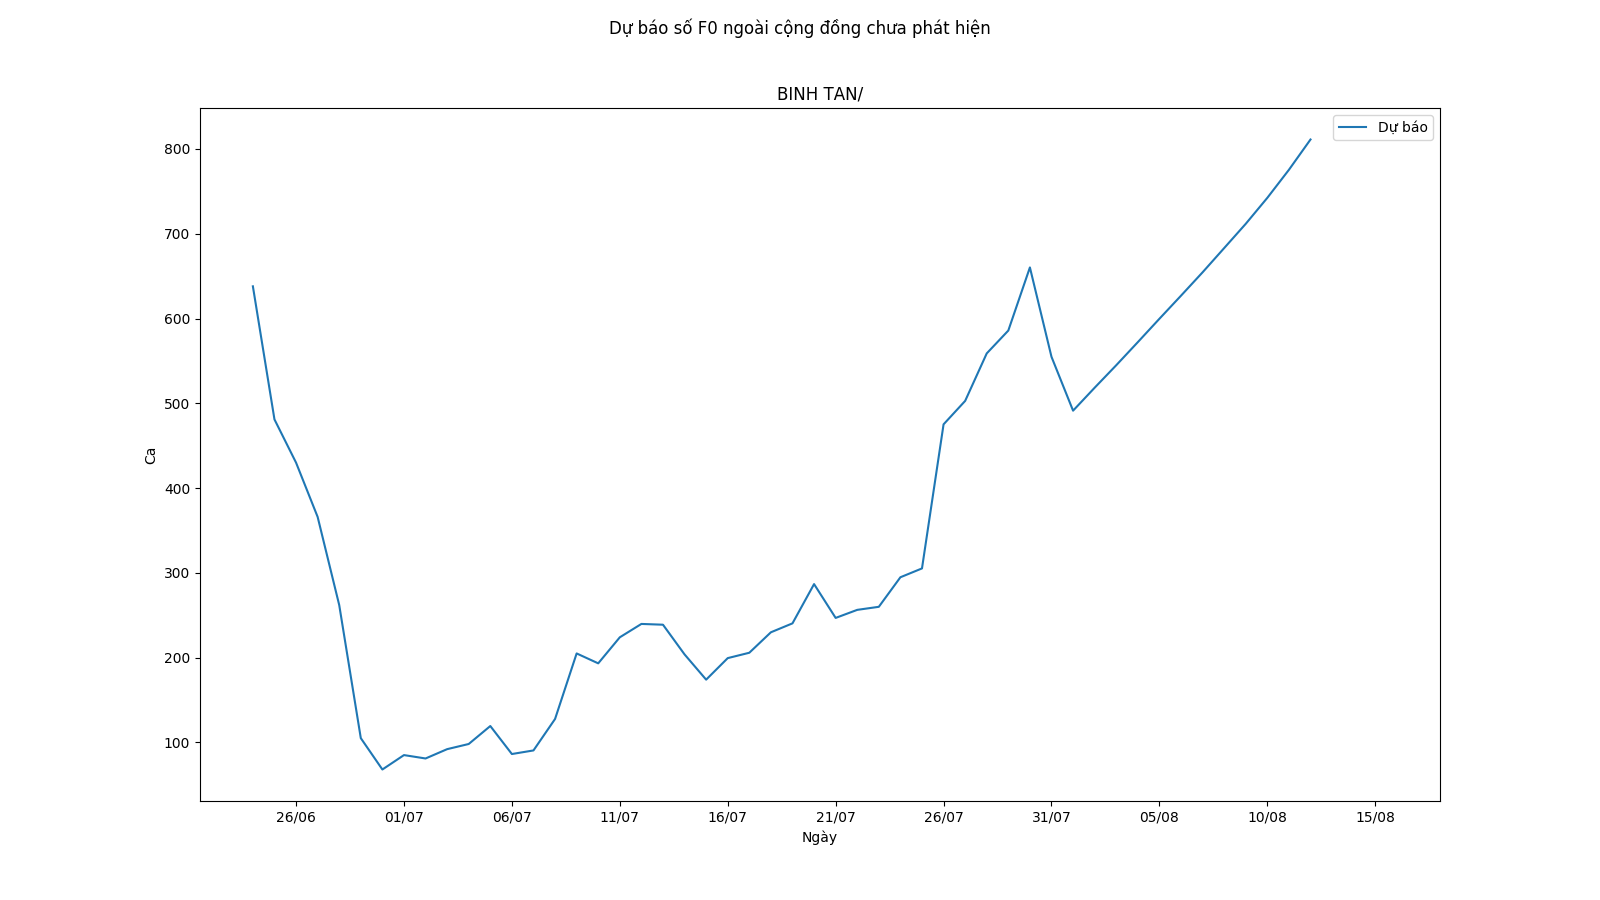 Dự báo số F0 ngoài cộng đồng chưa phát hiện
BINH TAN/
Dự báo
800
700
600
500
400
300
200
100
Ca
26/06 01/07 06/07 11/07 16/07 21/07 26/07 31/07 05/08 10/08 15/08
Ngày